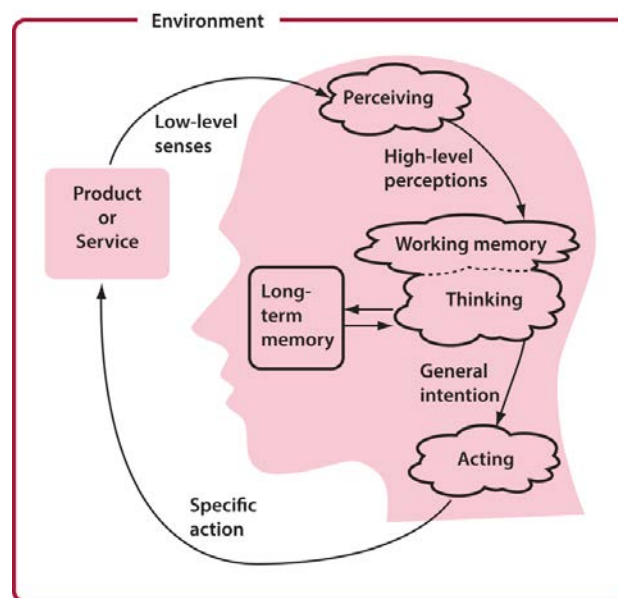 Environment
Perceiving
Low-level
senses
High-level
perceptions
Product
or
Service
Working memory
Long-
term
memory
Thinking
General
intention
Acting
Specific
action